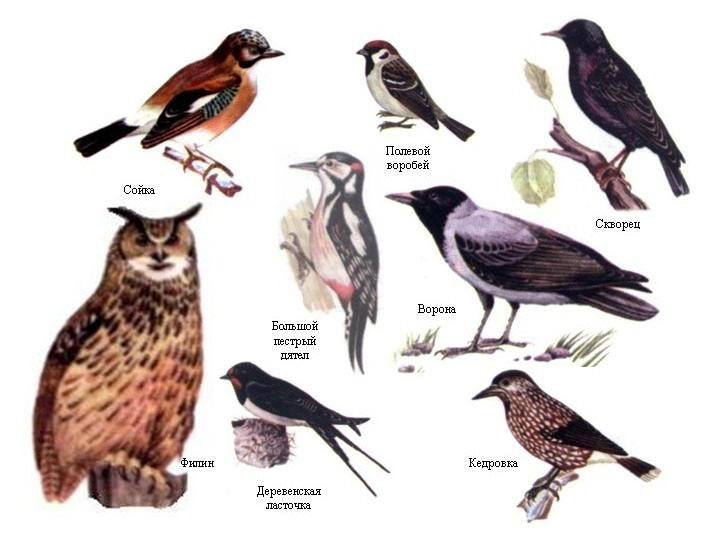 Полевой
воробей
Сойка
Скворец
Ворона
Большой
пестрый
дятел
Филин
Кедровка
Деревенская
ласточка